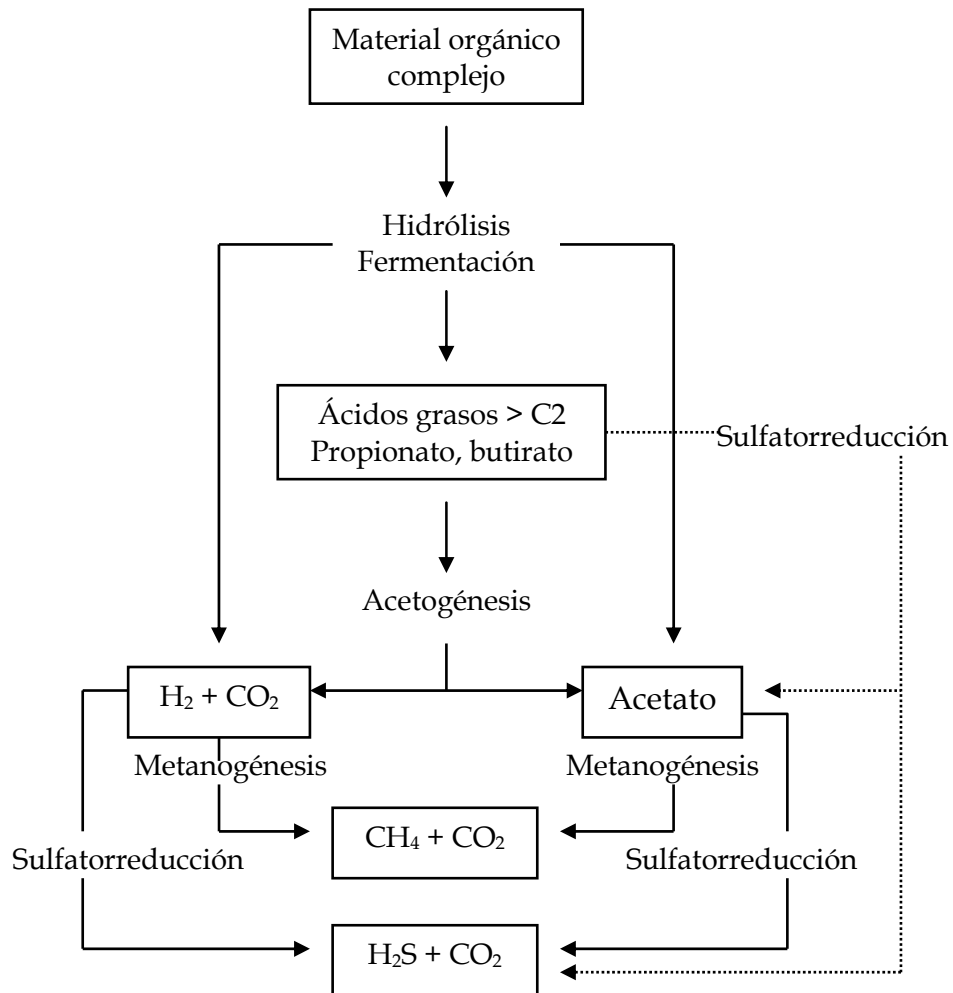 Material orgánico
complejo
Hidrólisis
Fermentación
Ácidos grasos > C2
Propionato, butirato
Sulfatorreducción
Acetogénesis
H₂ + CO₂
Acetato
Metanogénesis
Metanogénesis
CH₄ + CO₂
Sulfatorreducción
Sulfatorreducción
H₂S + CO₂